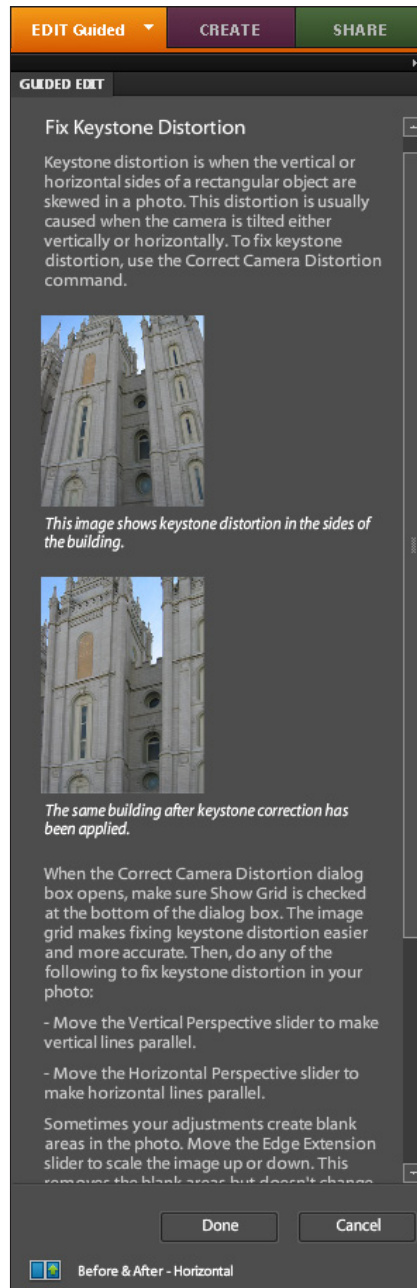 EDIT Guided
CREATE
SHARE
GUIDED EDIT
Fix Keystone Distortion
Keystone distortion is when the vertical or
horizontal sides of a rectangular object are
skewed in a photo. This distortion is usually
caused when the camera is tilted either
vertically or horizontally. To fix keystone
distortion, use the Correct Camera Distortion
command.
This image shows keystone distortion in the sides of
the building.
The same building after keystone correction has
been applied.
When the Correct Camera Distortion dialog
box opens, make sure Show Grid is checked
at the bottom of the dialog box. The image
grid makes fixing keystone distortion easier
and more accurate. Then, do any of the
following to fix keystone distortion in your
photo:
- Move the Vertical Perspective slider to make
vertical lines parallel.
- Move the Horizontal Perspective slider to
make horizontal lines parallel.
Sometimes your adjustments create blank
areas in the photo. Move the Edge Extension
slider to scale the image up or down. This
removes the blank areas but doesn't change
Done
Cancel
Before & After - Horizontal